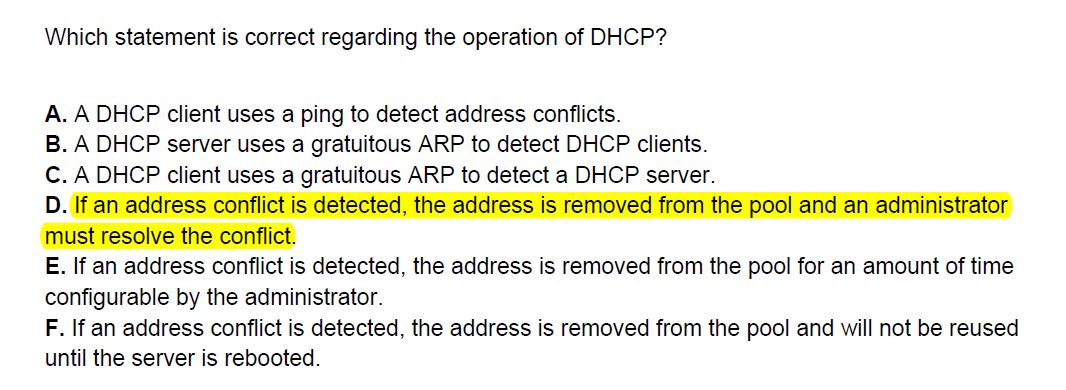 Which statement is correct regarding the operation of DHCP?
A. A DHCP client uses a ping to detect address conflicts.
B. A DHCP server uses a gratuitous ARP to detect DHCP clients.
C. A DHCP client uses a gratuitous ARP to detect a DHCP server.
D. If an address conflict is detected, the address is removed from the pool and an administrator
must resolve the conflict.
E. If an address conflict is detected, the address is removed from the pool for an amount of time
configurable by the administrator.
F. If an address conflict is detected, the address is removed from the pool and will not be reused
until the server is rebooted.